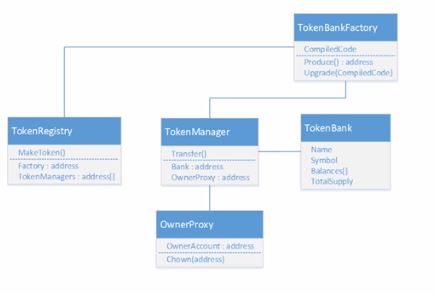 TokenBankFactory
CompiledCode
Produce() : address
Upgrade(CompiledCode)
TokenRegistry
MakeToken()
Factory : address
TokenManagers : address[]
TokenManager
Transfer()
Bank : address
OwnerProxy : address
TokenBank
Name
Symbol
Balances[]
TotalSupply
OwnerProxy
OwnerAccount : address
Chown(address)